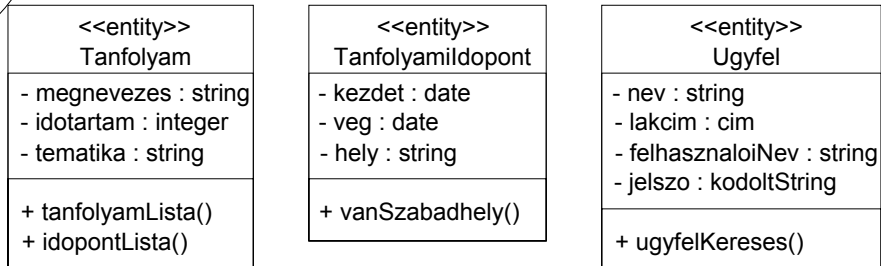 <<entity>>
Tanfolyam
- megnevezes : string
- idotartam : integer
- tematika : string
+ tanfolyamLista()
+ idopontLista()
<<entity>>
TanfolyamiIdopont
- kezdet : date
- veg : date
- hely : string
+ vanSzabadhely()
<<entity>>
Ugyfel
- nev : string
- lakcim : cim
- felhasznaloiNev : string
- jelszo : kodoltString
+ ugyfelKereses()